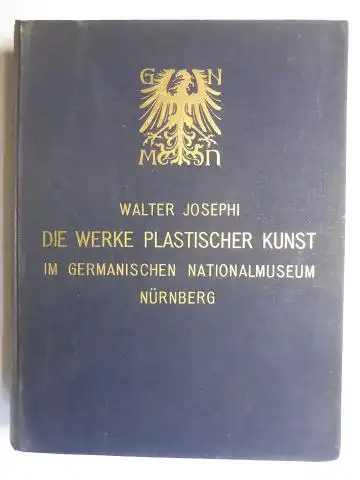 G N
M N
WALTER JOSEPHI
DIE WERKE PLASTISCHER KUNST
IM GERMANISCHEN NATIONALMUSEUM
NÜRNBERG